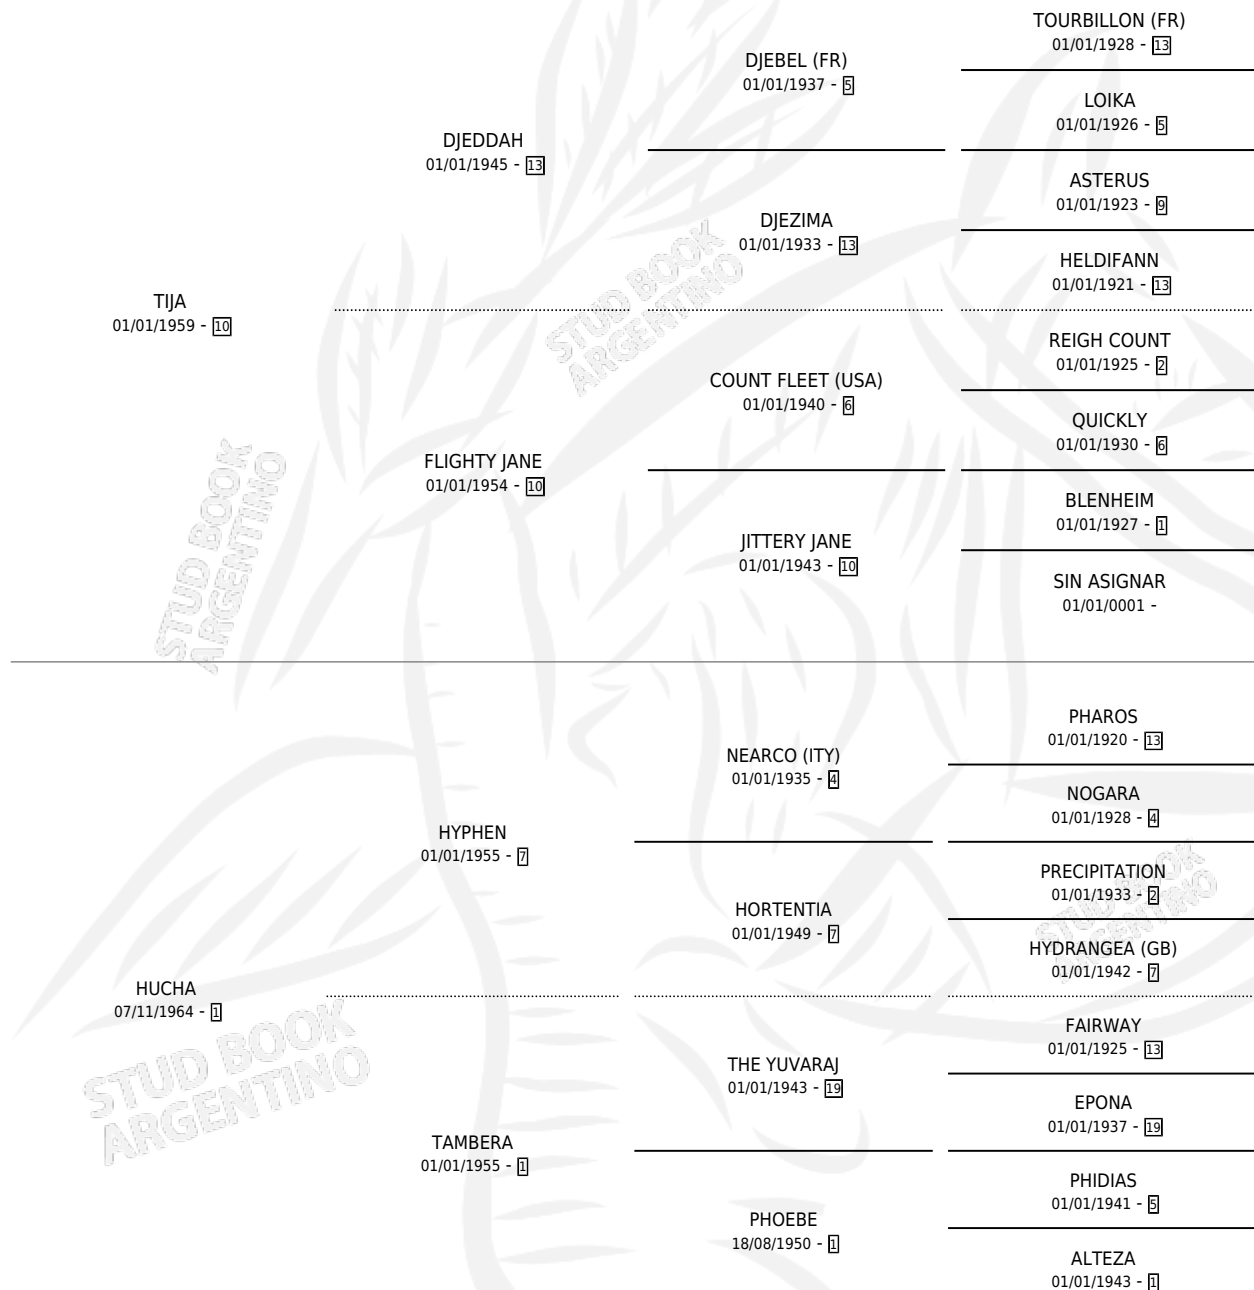 TOURBILLON (FR)
01/01/1928 - 13
DJEBEL (FR)
01/01/1937 - 5
LOIKA
01/01/1926 - 5
DJEDDAH
01/01/1945 - 13
ASTERUS
01/01/1923 - 9
DJEZIMA
01/01/1933 - 13
HELDIFANN
01/01/1921 - 13
TIJA
01/01/1959 - 10
REIGH COUNT
01/01/1925 - 2
COUNT FLEET (USA)
01/01/1940 - 6
QUICKLY
01/01/1930 - 6
FLIGHTY JANE
01/01/1954 - 10
BLENHEIM
01/01/1927 - 1
JITTERY JANE
01/01/1943 - 10
SIN ASIGNAR
01/01/0001 -
PHAROS
01/01/1920 - 13
NEARCO (ITY)
01/01/1935 - 4
NOGARA
01/01/1928 - 4
HYPHEN
01/01/1955 - 7
PRECIPITATION
01/01/1933 - 2
HORTENTIA
01/01/1949 - 7
HYDRANGEA (GB)
01/01/1942 - 7
HUCHA
07/11/1964 - 1
FAIRWAY
01/01/1925 - 13
THE YUVARAJ
01/01/1943 - 19
EPONA
01/01/1937 - 19
TAMBERA
01/01/1955 - 1
PHIDIAS
01/01/1941 - 5
PHOEBE
18/08/1950 - 1
ALTEZA
01/01/1943 - 1
STUD BOOK
ARGENTINO
STUD BOOK
ARGENTINO
STUD BOOK
ARGENTINO
STUD BOOK
ARGENTINO